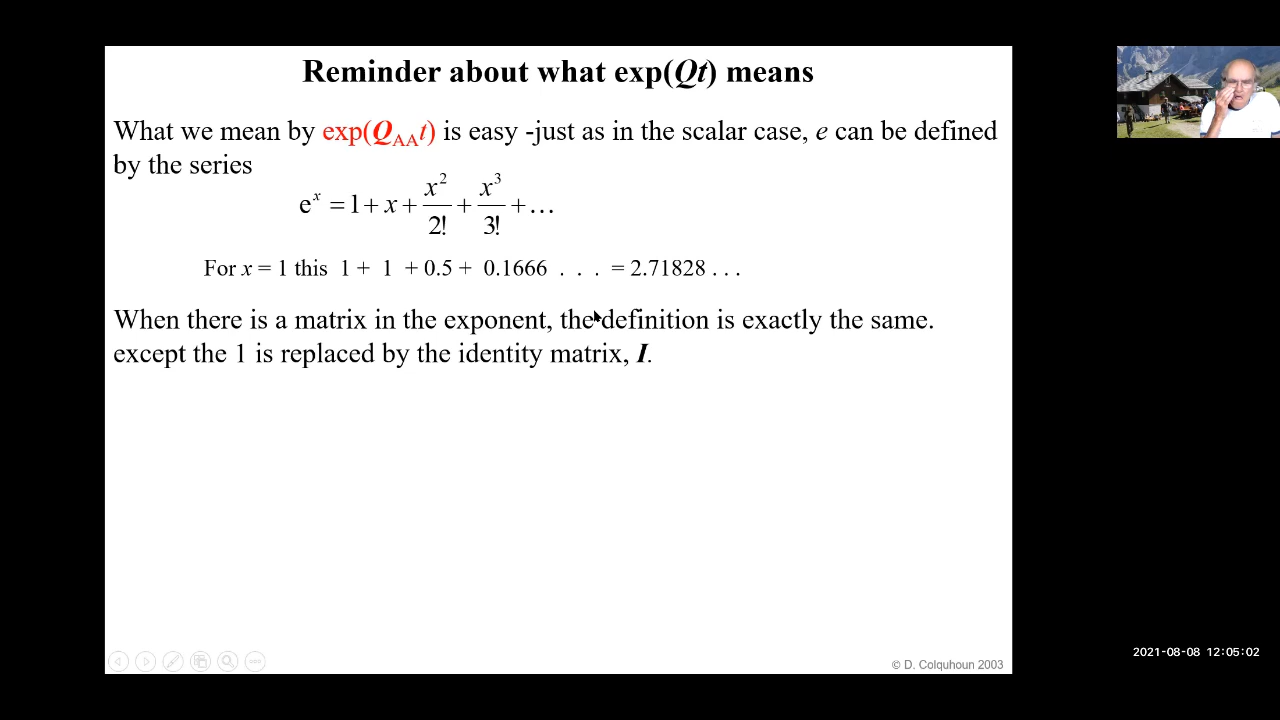 Reminder about what exp(Qt) means
What we mean by exp(Q_AA t) is easy -just as in the scalar case, e can be defined
by the series
e^x = 1 + x + x^2/2! + x^3/3! + …
For x = 1 this 1 + 1 + 0.5 + 0.1666 . . . = 2.71828 . . .
When there is a matrix in the exponent, the definition is exactly the same.
except the 1 is replaced by the identity matrix, I.
© D. Colquhoun 2003
2021-08-08 12:05:02